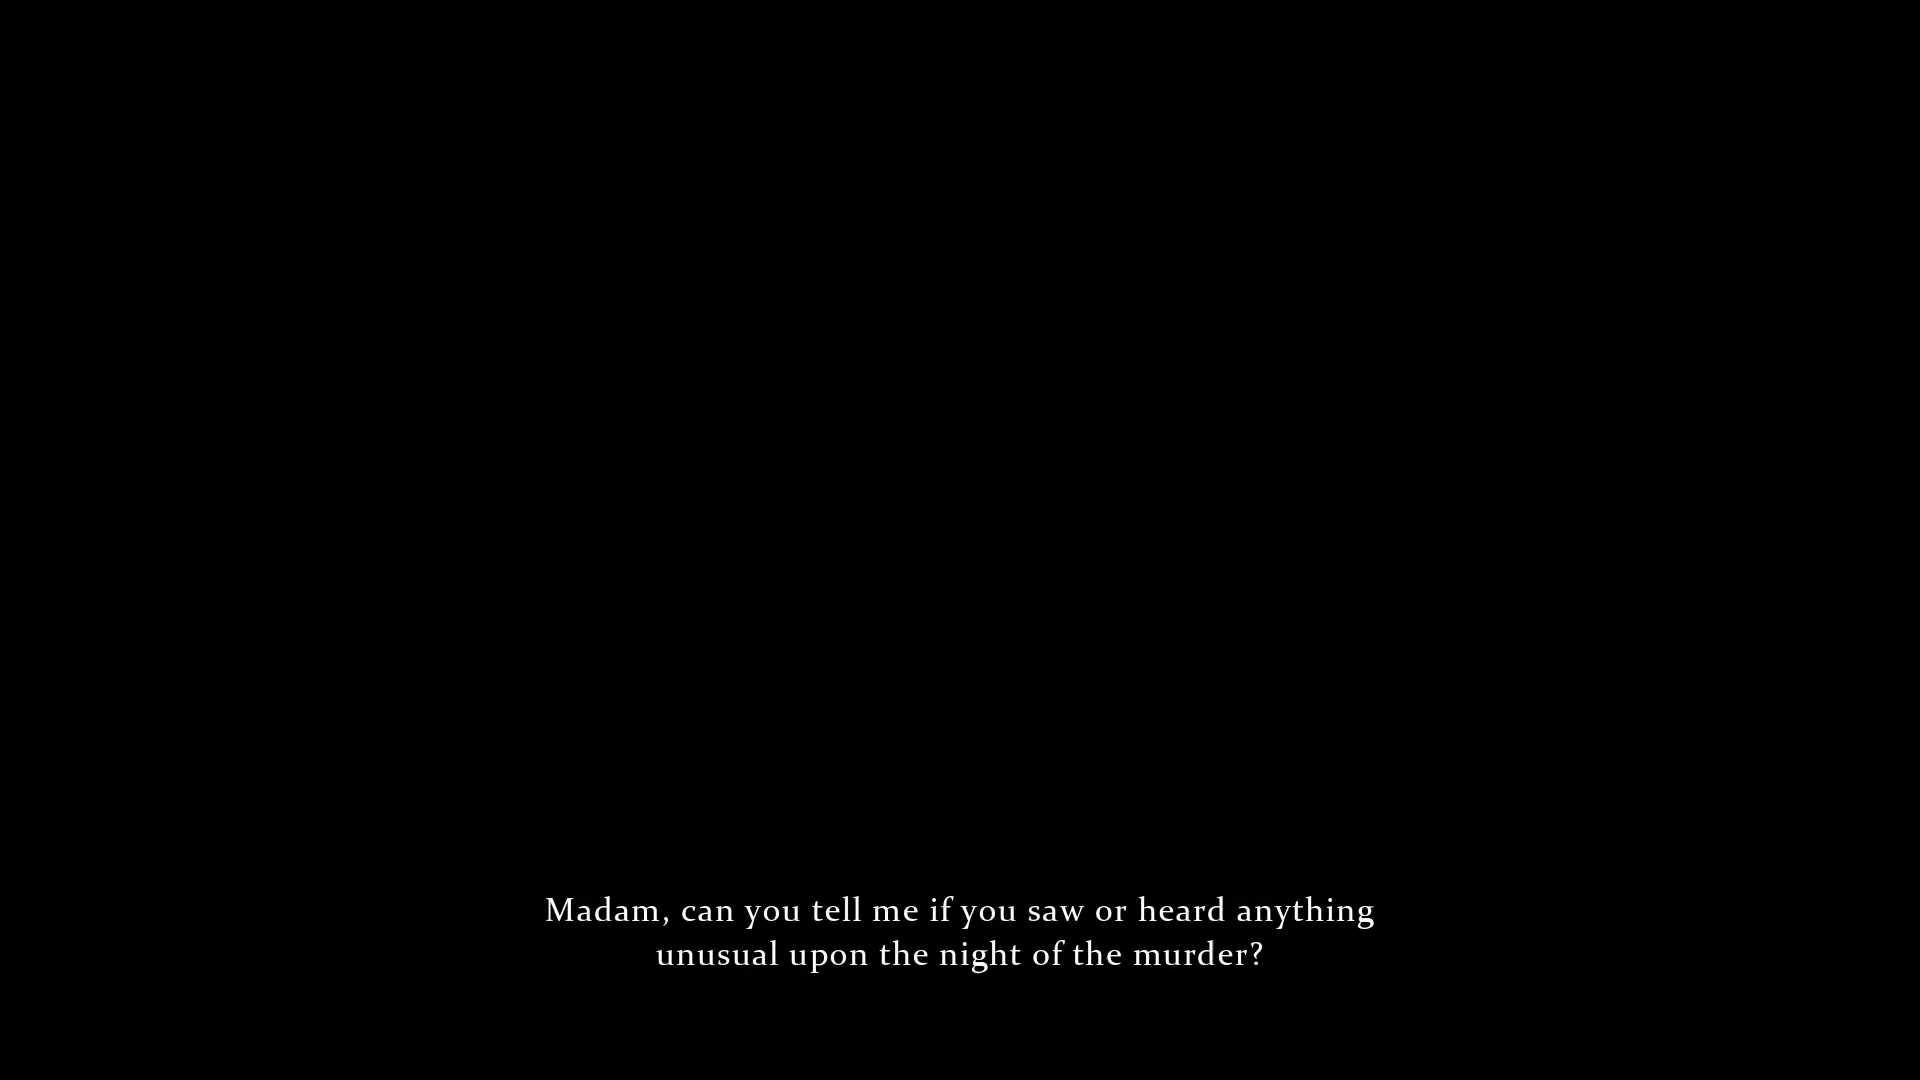 Madam, can you tell me if you saw or heard anything
unusual upon the night of the murder?